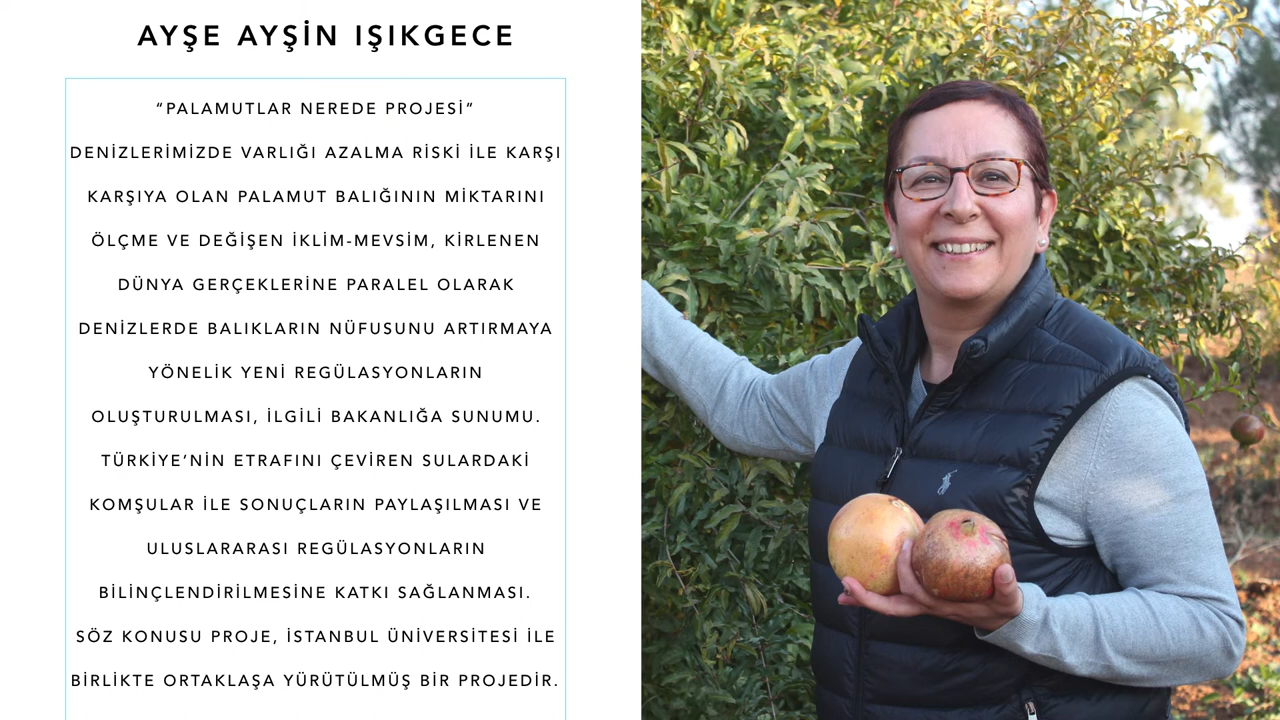 AYŞE AYŞİN IŞIKGECE
“PALAMUTLAR NEREDE PROJESİ“
DENİZLERİMİZDE VARLIĞI AZALMA RİSKİ İLE KARŞI
KARŞIYA OLAN PALAMUT BALIĞININ MİKTARINI
ÖLÇME VE DEĞİŞEN İKLİM-MEVSİM, KİRLENEN
DÜNYA GERÇEKLERİNE PARALEL OLARAK
DENİZLERDE BALIKLARIN NÜFUSUNU ARTIRMAYA
YÖNELİK YENİ REGÜLASYONLARIN
OLUŞTURULMASI, İLGİLİ BAKANLIĞA SUNUMU.
TÜRKİYE’NİN ETRAFINI ÇEVİREN SULARDAKİ
KOMŞULAR İLE SONUÇLARIN PAYLAŞILMASI VE
ULUSLARARASI REGÜLASYONLARIN
BİLİNÇLENDİRİLMESİNE KATKI SAĞLANMASI.
SÖZ KONUSU PROJE, İSTANBUL ÜNİVERSİTESİ İLE
BİRLİKTE ORTAKLAŞA YÜRÜTÜLMÜŞ BİR PROJEDİR.